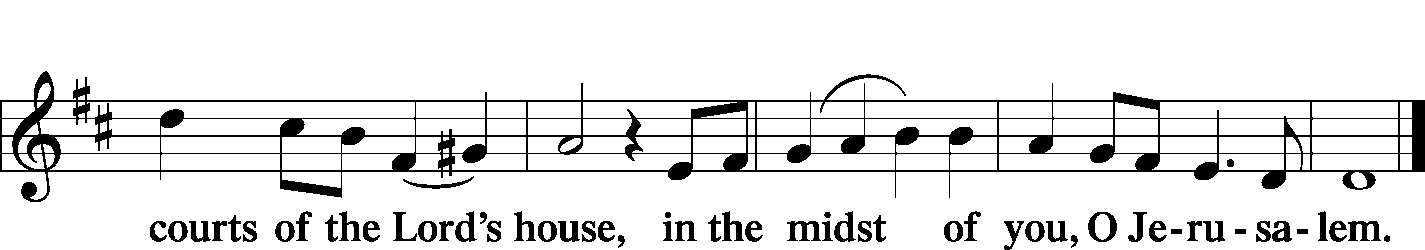 courts of the Lord's house, in the midst of you, O Je-ru-sa-lem.